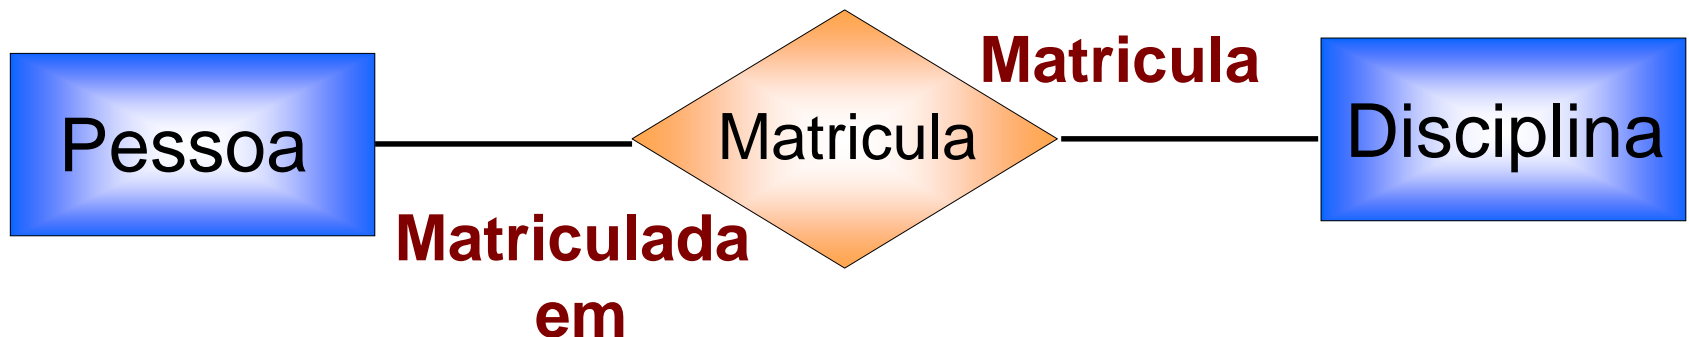 Pessoa
Matriculada
em
Matricula
Matricula
Disciplina